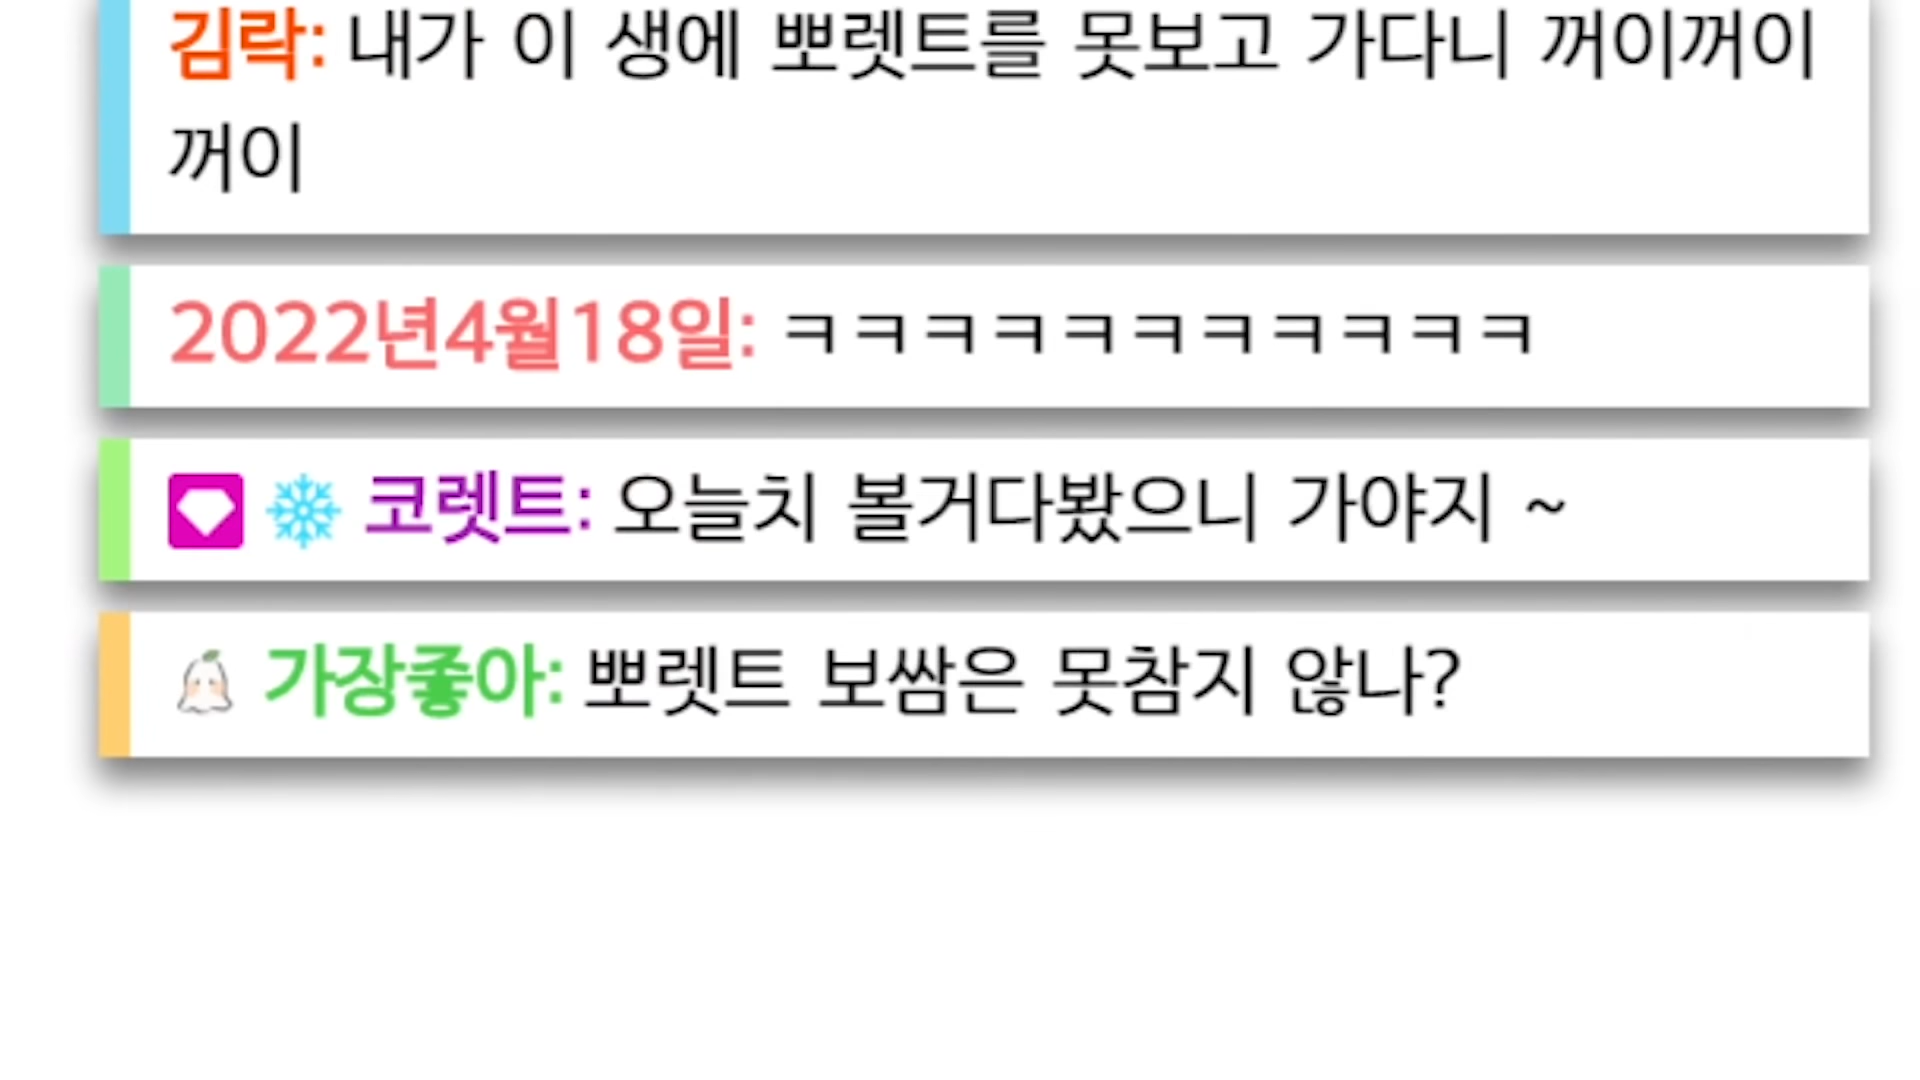 김락: 내가 이 생에 뽀렛트를 못보고 가다니 꺼이꺼이
꺼이
2022년4월18일: ㅋㅋㅋㅋㅋㅋㅋㅋㅋㅋㅋ
코렛트: 오늘치 볼거다봤으니 가야지 ~
가장좋아: 뽀렛트 보쌈은 못참지 않나?